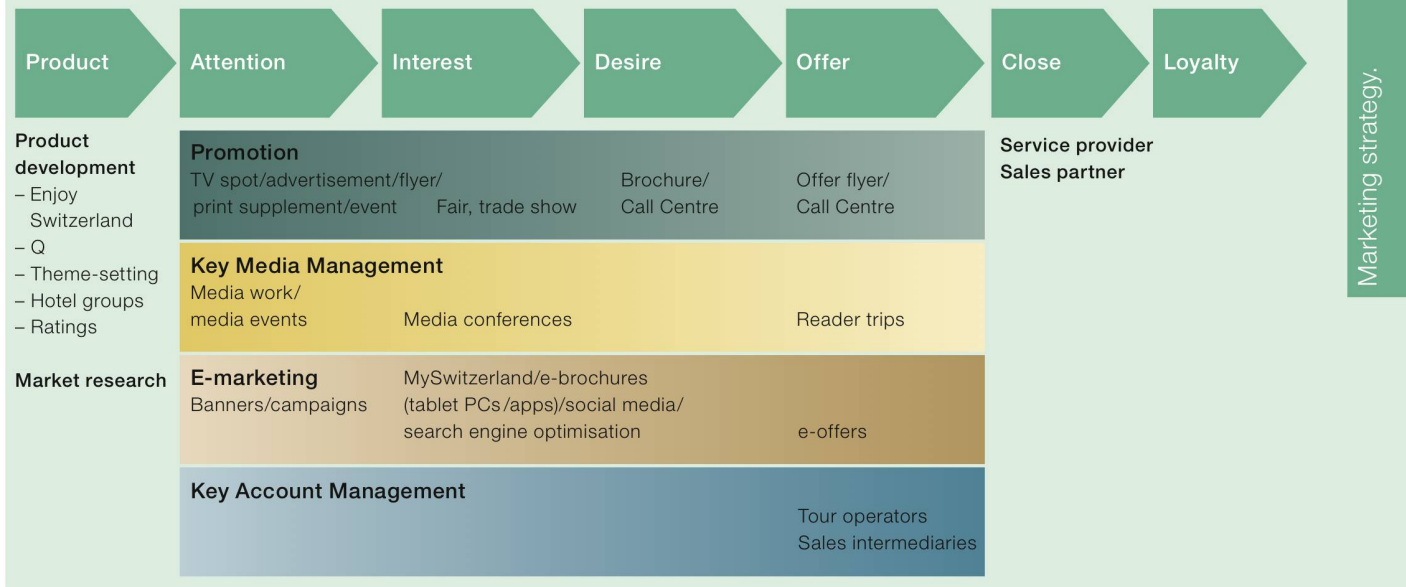 Product
Attention
Interest
Desire
Offer
Close
Loyalty
Marketing strategy.
Product
development
– Enjoy
Switzerland
– Q
– Theme-setting
– Hotel groups
– Ratings
Market research
Promotion
TV spot/advertisement/flyer/
print supplement/event
Fair, trade show
Brochure/
Call Centre
Offer flyer/
Call Centre
Key Media Management
Media work/
media events
Media conferences
Reader trips
E-marketing
Banners/campaigns
MySwitzerland/e-brochures
(tablet PCs/apps)/social media/
search engine optimisation
e-offers
Key Account Management
Tour operators
Sales intermediaries
Service provider
Sales partner